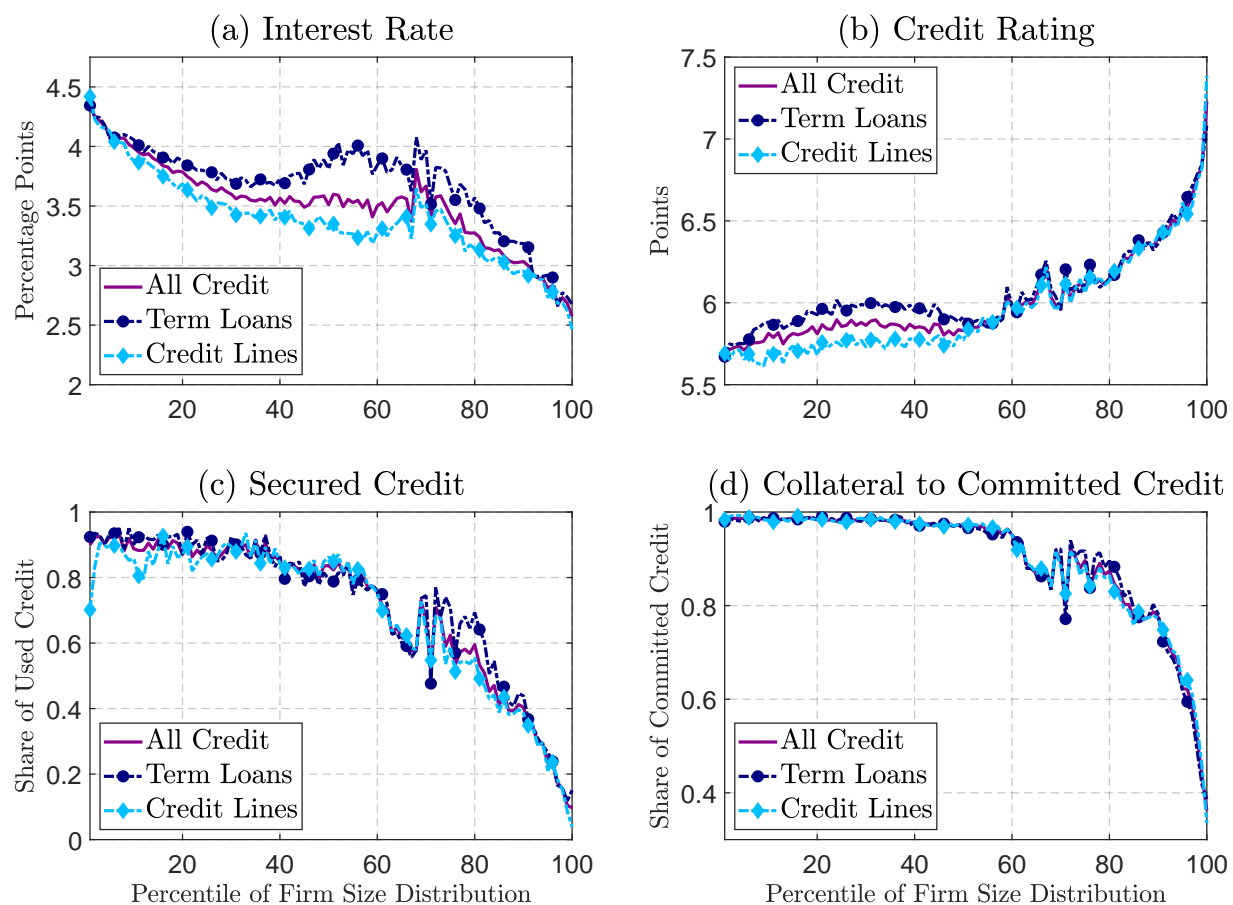 (a) Interest Rate
Percentage Points
4.5
4
3.5
3
2.5
2
All Credit
Term Loans
Credit Lines
20
40
60
80
100
(b) Credit Rating
Points
7.5
7
6.5
6
5.5
All Credit
Term Loans
Credit Lines
20
40
60
80
100
(c) Secured Credit
Share of Used Credit
1
0.8
0.6
0.4
0.2
0
All Credit
Term Loans
Credit Lines
20
40
60
80
100
Percentile of Firm Size Distribution
(d) Collateral to Committed Credit
Share of Committed Credit
1
0.8
0.6
0.4
All Credit
Term Loans
Credit Lines
20
40
60
80
100
Percentile of Firm Size Distribution